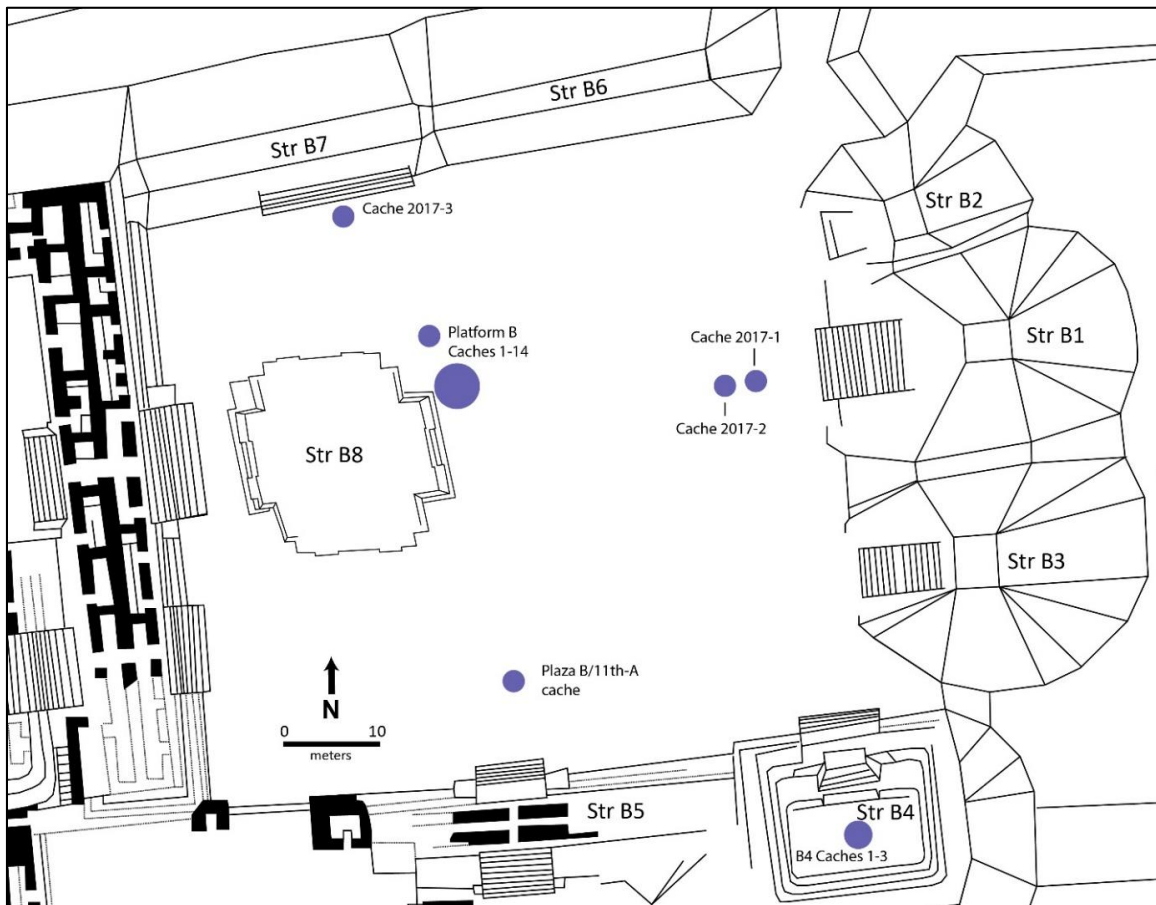 Str B6
Str B7
Cache 2017-3
Str B2
Platform B
Caches 1-14
Cache 2017-1
Str B1
Cache 2017-2
Str B8
Str B3
Plaza B/11th-A
cache
N
0 10
meters
Str B5
Str B4
B4 Caches 1-3